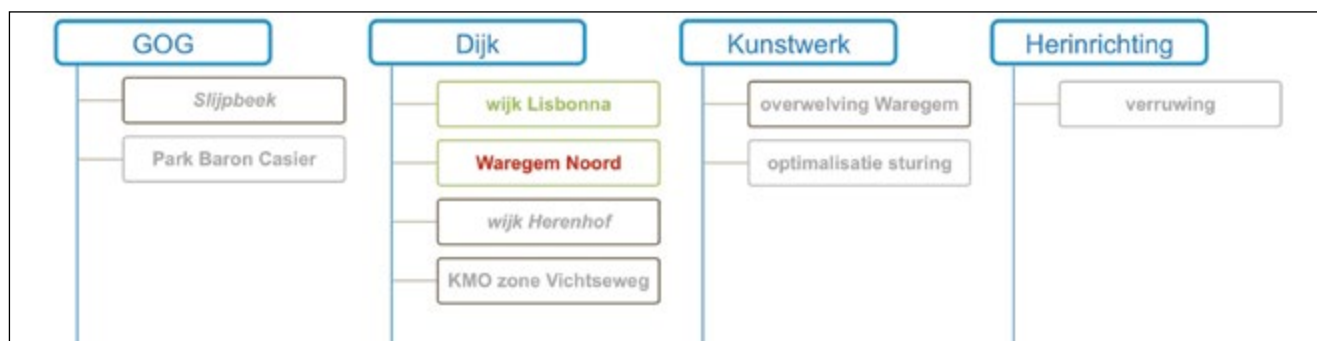 GOG
Slijpbeek
Park Baron Casier
Dijk
wijk Lisbonna
Waregem Noord
wijk Herenhof
KMO zone Vichtseweg
Kunstwerk
overwelving Waregem
optimalisatie sturing
Herinrichting
verruwing